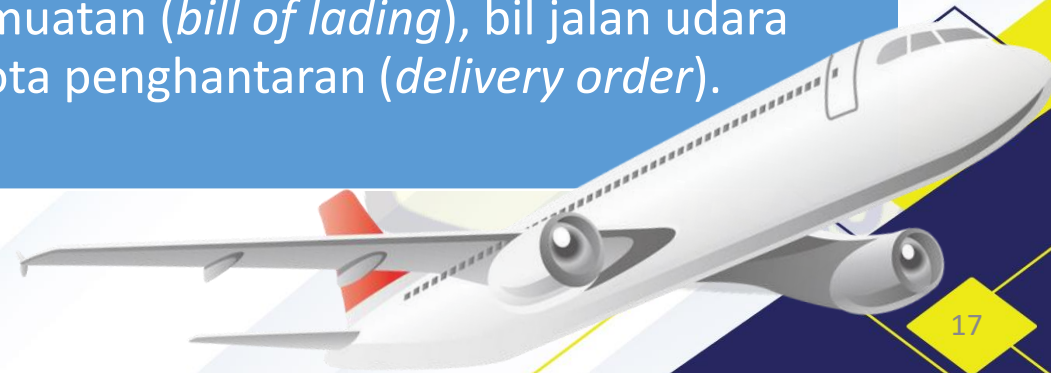 muatan (bill of lading), bil jalan udara
ota penghantaran (delivery order).
17